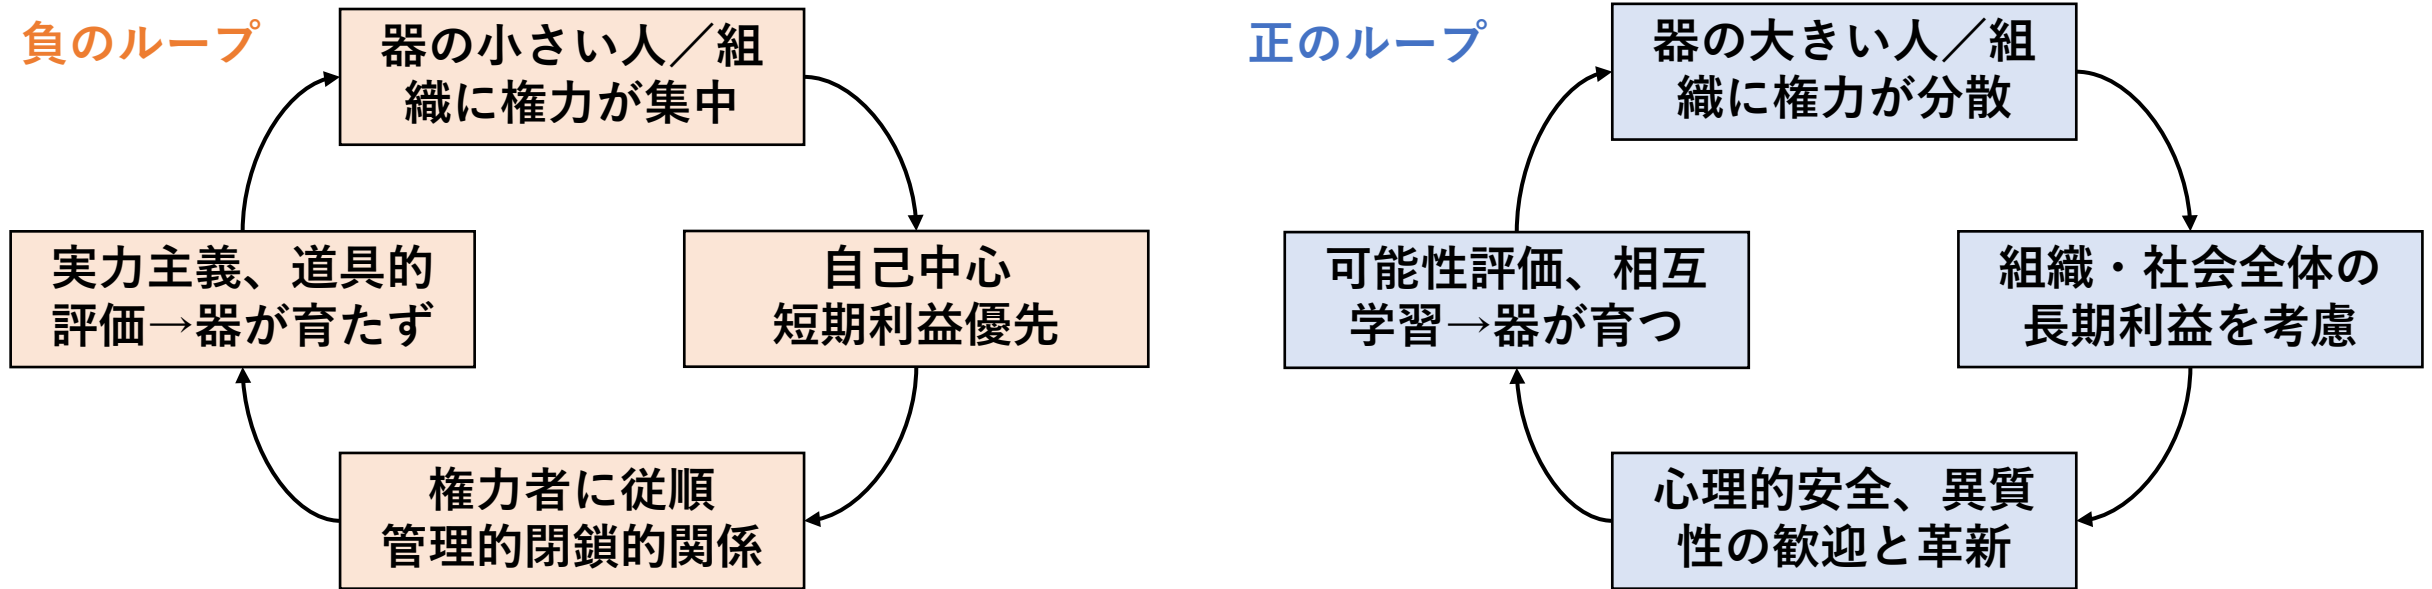 負のループ
器の小さい人／組
織に権力が集中
自己中心
短期利益優先
権力者に従順
管理的閉鎖的関係
実力主義、道具的
評価→器が育たず
正のループ
器の大きい人／組
織に権力が分散
組織・社会全体の
長期利益を考慮
心理的安全、異質
性の歓迎と革新
可能性評価、相互
学習→器が育つ